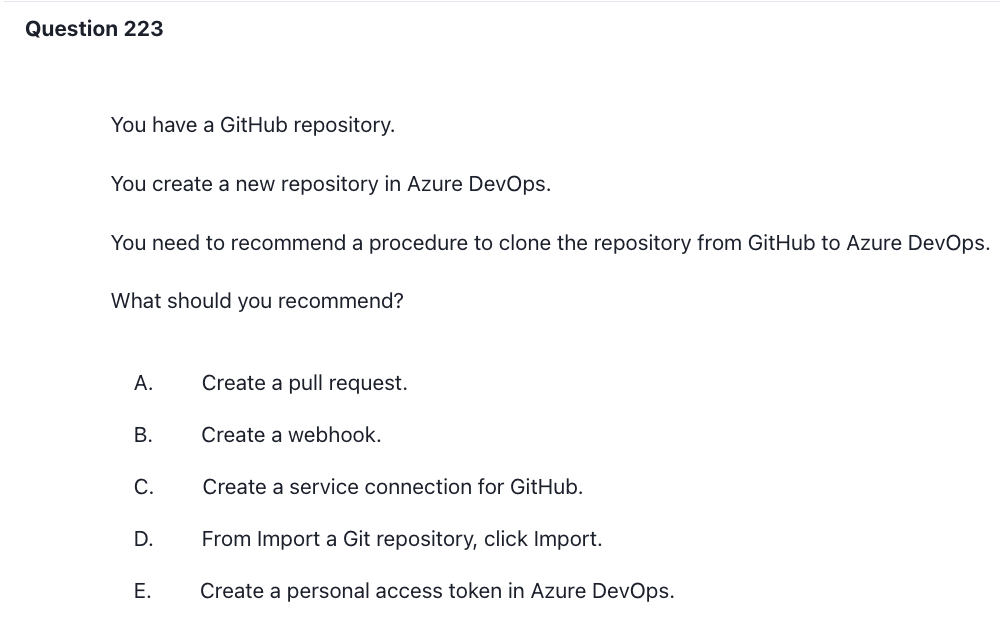 Question 223
You have a GitHub repository.
You create a new repository in Azure DevOps.
You need to recommend a procedure to clone the repository from GitHub to Azure DevOps.
What should you recommend?
A. Create a pull request.
B. Create a webhook.
C. Create a service connection for GitHub.
D. From Import a Git repository, click Import.
E. Create a personal access token in Azure DevOps.